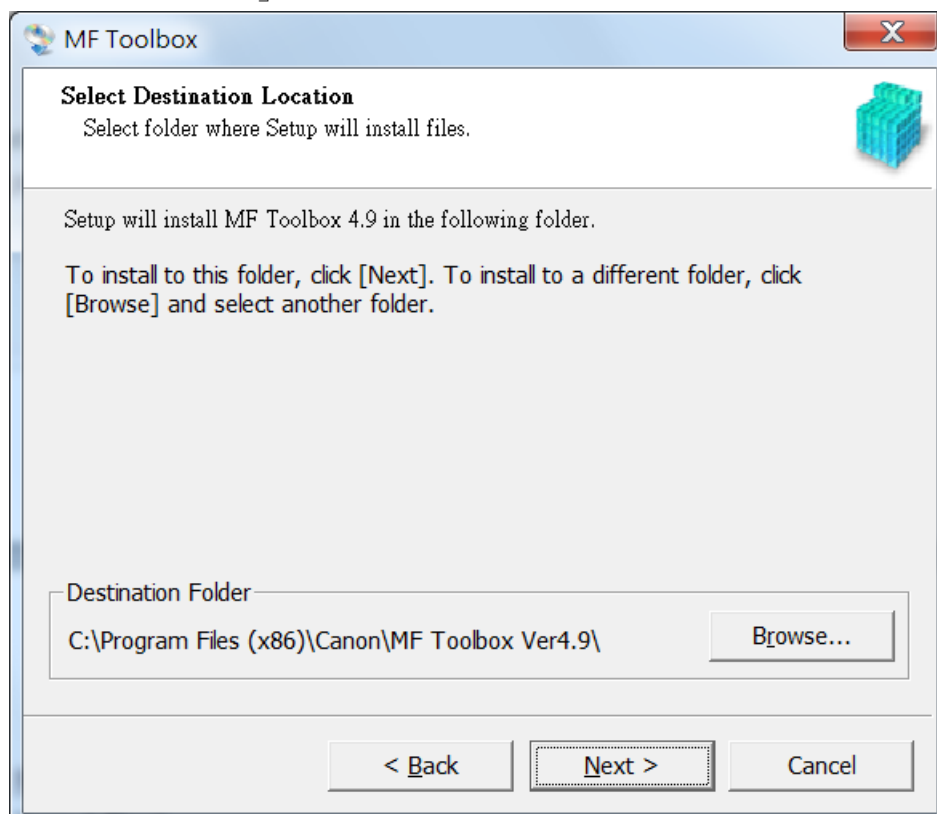 MF Toolbox
Select Destination Location
Select folder where Setup will install files.
Setup will install MF Toolbox 4.9 in the following folder.
To install to this folder, click [Next]. To install to a different folder, click
[Browse] and select another folder.
Destination Folder
C:\Program Files (x86)\Canon\MF Toolbox Ver4.9\
Browse...
< Back
Next >
Cancel